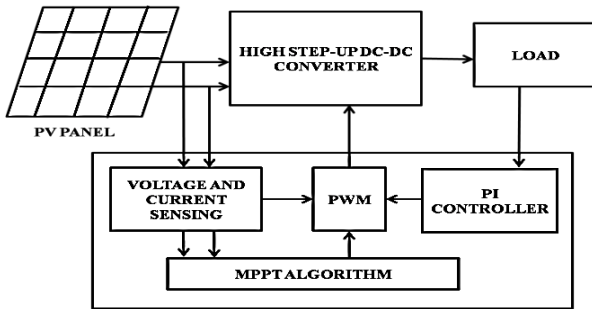 HIGH STEP-UP DC-DC
CONVERTER
LOAD
PV PANEL
VOLTAGE AND
CURRENT
SENSING
PWM
PI
CONTROLLER
MPPT ALGORITHM